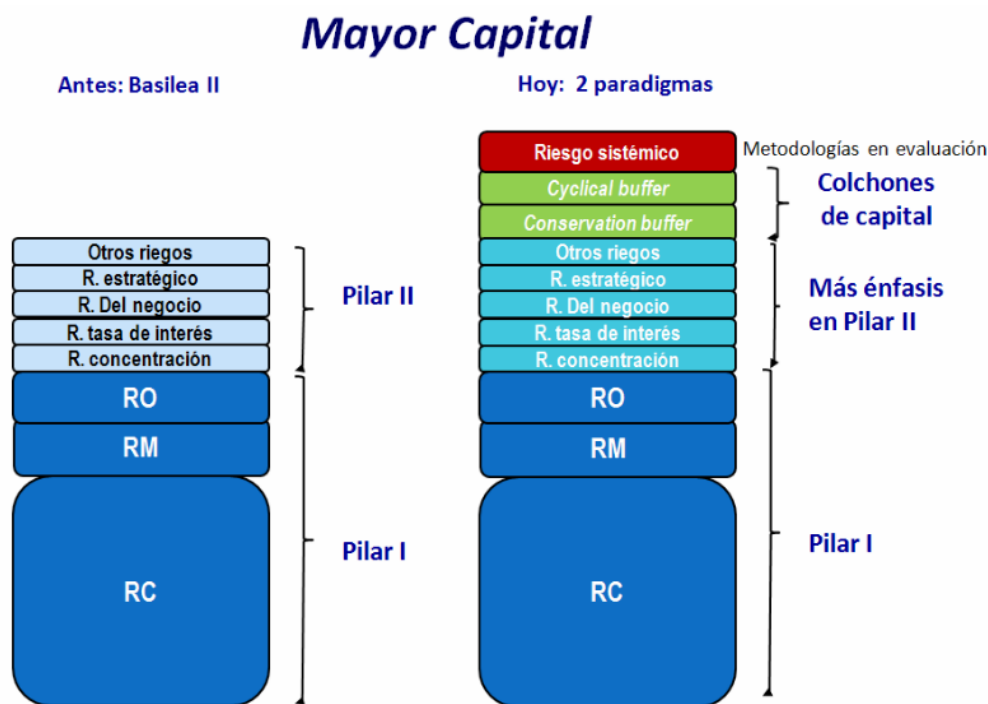 Mayor Capital
Antes: Basilea II
Otros riegos
R. estratégico
R. Del negocio
R. tasa de interés
R. concentración
RO
RM
RC
Pilar II
Pilar I
Hoy: 2 paradigmas
Riesgo sistémico
Cyclical buffer
Conservation buffer
Otros riegos
R. estratégico
R. Del negocio
R. tasa de interés
R. concentración
RO
RM
RC
Metodologías en evaluación
Colchones
de capital
Más énfasis
en Pilar II
Pilar I